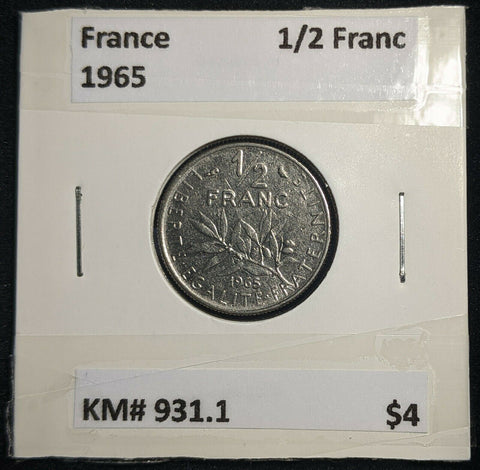 France 1/2 Franc
1965
1/2
FRANC
LIBERTE·EGALITE·FRATERNITE
1965
KM# 931.1 $4